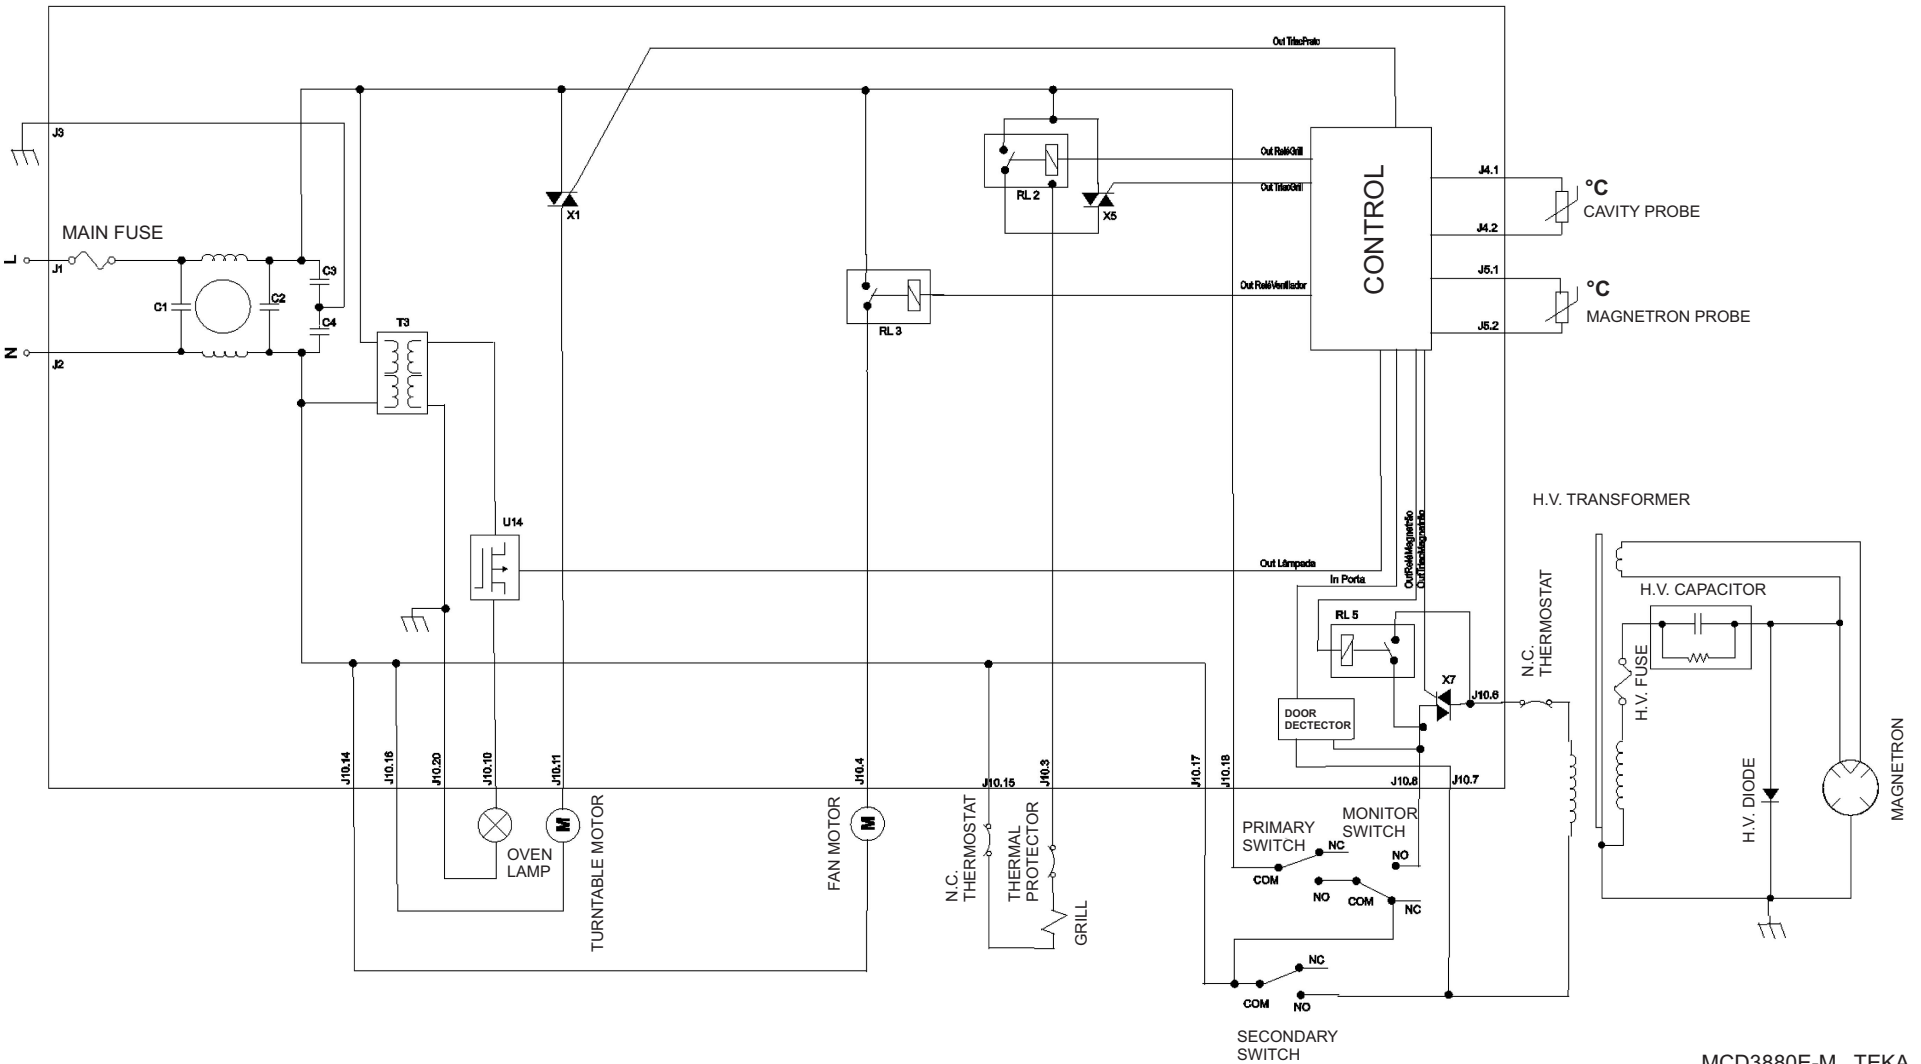 Out TriacPrato
J3
MAIN FUSE
L
J1
C1
C2
C3
C4
N
J2
T3
X1
RL 2
X5
Out ReléGrill
Out TriacGrill
CONTROL
J4.1
°C
CAVITY PROBE
J4.2
J5.1
°C
MAGNETRON PROBE
J5.2
Out ReléVentilador
RL 3
U14
Out Lâmpada
In Porta
OutReléMagnetrão
OutTriacMagnetrão
RL 5
X7
DOOR
DECTECTOR
J10.6
N.C.
THERMOSTAT
H.V. TRANSFORMER
H.V. CAPACITOR
H.V. FUSE
H.V. DIODE
MAGNETRON
J10.14
J10.16
J10.20
J10.10
J10.11
J10.4
J10.15
J10.3
J10.17
J10.18
J10.8
J10.7
OVEN
LAMP
M
TURNTABLE MOTOR
FAN MOTOR
M
N.C.
THERMOSTAT
THERMAL
PROTECTOR
GRILL
PRIMARY
SWITCH
MONITOR
SWITCH
NC
COM
NO
NO
COM
NC
NC
COM
NO
SECONDARY
SWITCH
MCD3880E-M TEKA